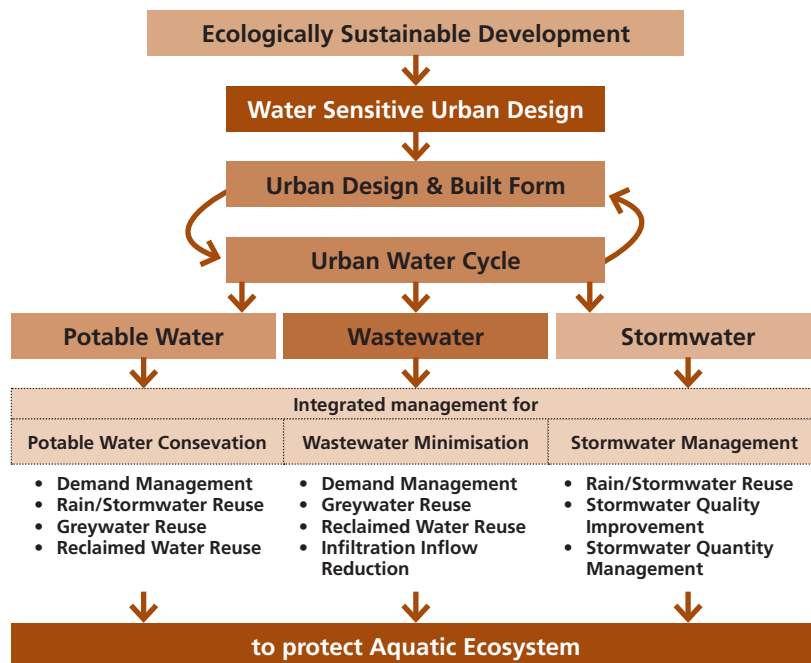 Ecologically Sustainable Development
Water Sensitive Urban Design
Urban Design & Built Form
Urban Water Cycle
Potable Water
Wastewater
Stormwater
Integrated management for
Potable Water Consevation
Wastewater Minimisation
Stormwater Management
• Demand Management
• Rain/Stormwater Reuse
• Greywater Reuse
• Reclaimed Water Reuse
• Demand Management
• Greywater Reuse
• Reclaimed Water Reuse
• Infiltration Inflow
Reduction
• Rain/Stormwater Reuse
• Stormwater Quality
Improvement
• Stormwater Quantity
Management
to protect Aquatic Ecosystem